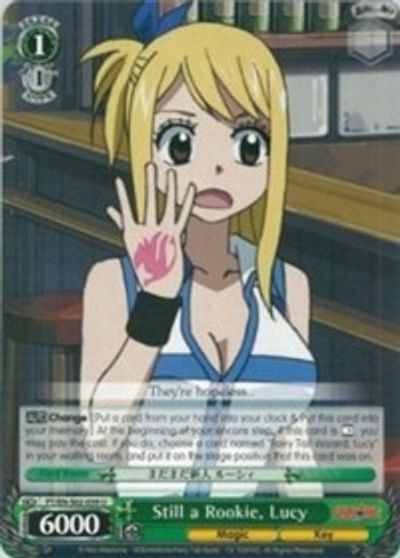 1
0
They're hopeless...
AUTO Change [Put a card from your hand into your clock & Put this card into
your memory] At the beginning of your encore step, if this card is
you may pay the cost. If you do, choose a card named "Fairy Tail Wizard, Lucy"
in your waiting room, and put it on the stage position that this card was on.
まだまだ新人 ルーシィ
6000
Still a Rookie, Lucy
Magic Key